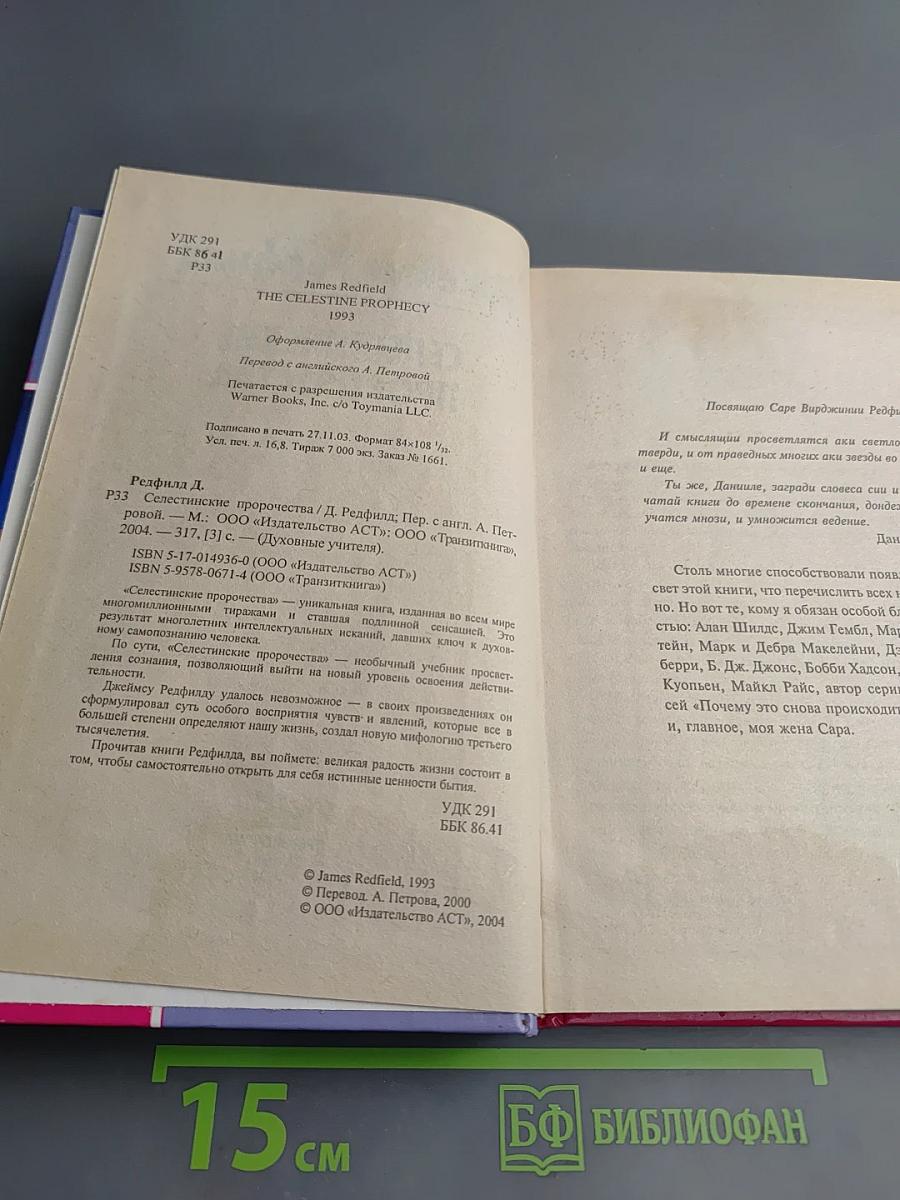 УДК 291
ББК 86 41
Р33
James Redfield
THE CELESTINE PROPHECY
1993
Оформление А. Кудрявцева
Перевод с английского А. Петровой
Печатается с разрешения издательства
Warner Books, Inc. c/o Toymania LLC.
Подписано в печать 27.11.03. Формат 84×108 1/32.
Усл. печ. л. 16,8. Тираж 7 000 экз. Заказ № 1661.
Редфилд Д.
Р33 Селестинские пророчества / Д. Редфилд; Пер. с англ. А. Пет-
ровой. — М.: ООО «Издательство АСТ»: ООО «Транзиткнига»,
2004. — 317, [3] с. — (Духовные учителя).
ISBN 5-17-014936-0 (ООО «Издательство АСТ»)
ISBN 5-9578-0671-4 (ООО «Транзиткнига»)
«Селестинские пророчества» — уникальная книга, изданная во всем мире
многомиллионными тиражами и ставшая подлинной сенсацией. Это
результат многолетних интеллектуальных исканий, давших ключ к духов-
ному самопознанию человека.
По сути, «Селестинские пророчества» — необычный учебник просвет-
ления сознания, позволяющий выйти на новый уровень освоения действи-
тельности.
Джеймсу Редфилду удалось невозможное — в своих произведениях он
сформулировал суть особого восприятия чувств и явлений, которые все в
большей степени определяют нашу жизнь, создал новую мифологию третьего
тысячелетия.
Прочитав книги Редфилда, вы поймете: великая радость жизни состоит в
том, чтобы самостоятельно открыть для себя истинные ценности бытия.
УДК 291
ББК 86.41
© James Redfield, 1993
© Перевод. А. Петрова, 2000
© ООО «Издательство АСТ», 2004
Посвящаю Саре Вирджинии Редфи
И смыслящии просветлятся аки светло
тверди, и от праведных многих аки звезды во
и еще.
Ты же, Данииле, загради словеса сии и
чатай книги до времене скончания, дондеж
учатся мнози, и умножится ведение.
Дан
Столь многие способствовали появл
свет этой книги, что перечислить всех н
но. Но вот те, кому я обязан особой бл
стью: Алан Шилдс, Джим Гембл, Мар
тейн, Марк и Дебра Макелейни, Дэ
берри, Б. Дж. Джонс, Бобби Хадсон,
Куопьен, Майкл Райс, автор серии
сей «Почему это снова происходит
и, главное, моя жена Сара.
15 см
БФ БИБЛИОФАН